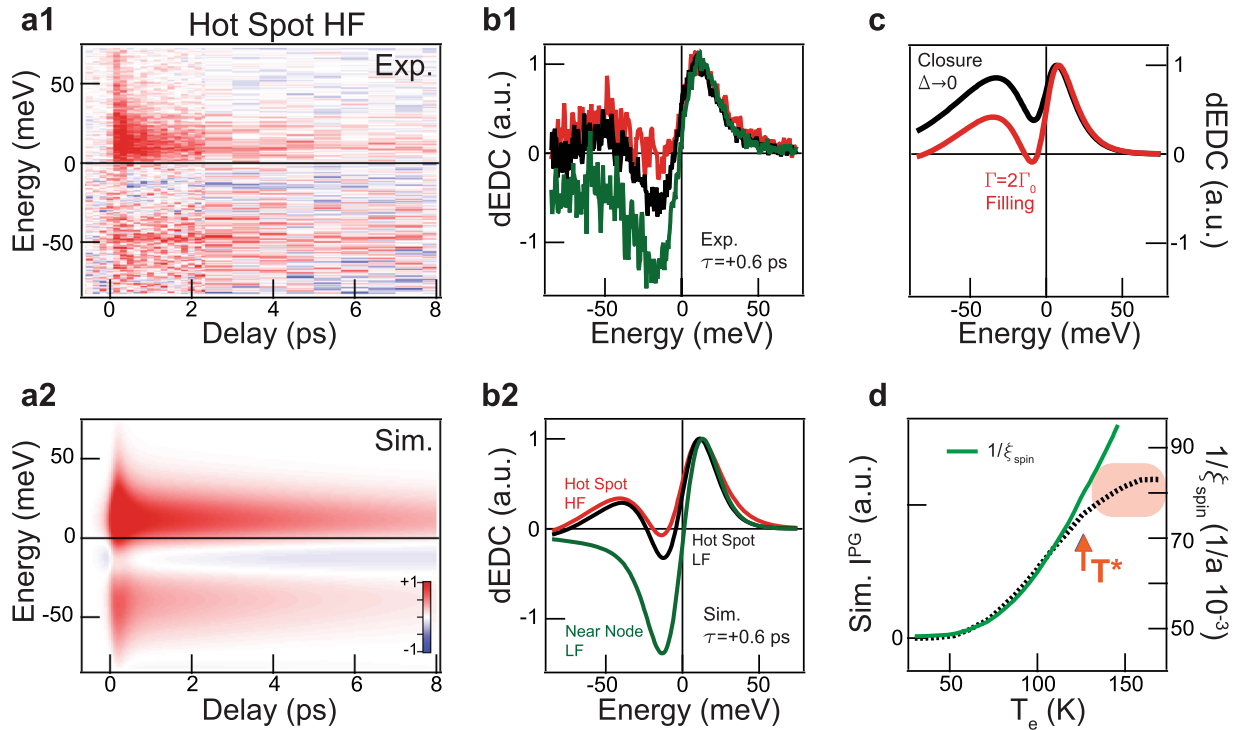 a1
Hot Spot HF
Exp.
Energy (meV)
50
0
-50
0
2
4
6
8
Delay (ps)
b1
dEDC (a.u.)
1
0
-1
Exp.
τ=+0.6 ps
-50
0
50
Energy (meV)
c
Closure
Δ→0
Γ=2Γ₀
Filling
1
0
-1
dEDC (a.u.)
-50
0
50
Energy (meV)
a2
Sim.
Energy (meV)
50
0
-50
+1
-1
0
2
4
6
8
Delay (ps)
b2
dEDC (a.u.)
1
0
-1
Hot Spot
HF
Hot Spot
LF
Near Node
LF
Sim.
τ=+0.6 ps
-50
0
50
Energy (meV)
d
1/ξspin
Sim. IPG (a.u.)
0
T*
90
70
50
1/ξspin (1/a 10⁻³)
50
100
150
Te (K)